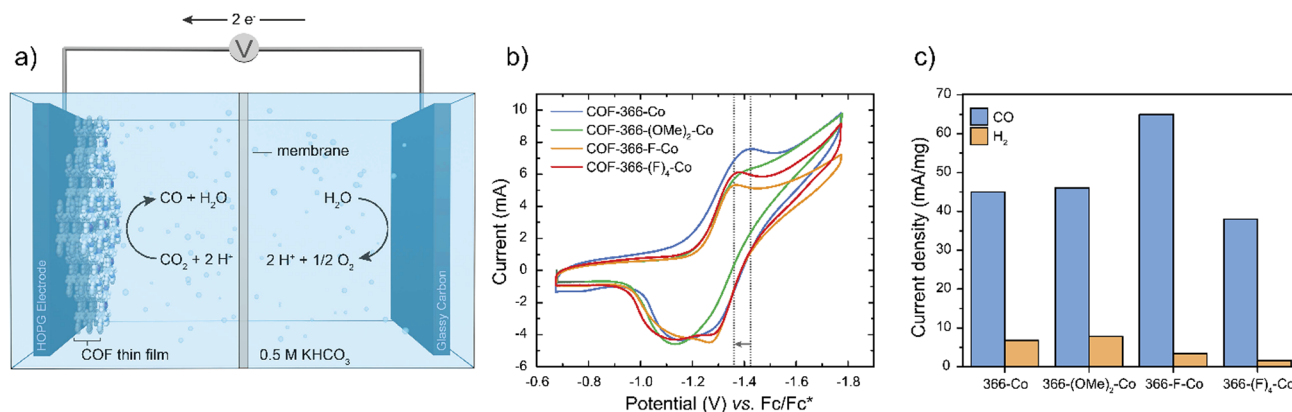 a)
2 e⁻
V
HOPG Electrode
CO + H₂O
CO₂ + 2 H⁺
COF thin film
membrane
H₂O
2 H⁺ + 1/2 O₂
0.5 M KHCO₃
Glassy Carbon
b)
COF-366-Co
COF-366-(OMe)₂-Co
COF-366-F-Co
COF-366-(F)₄-Co
Current (mA)
10
8
6
4
2
0
-2
-4
-6
-0.6 -0.8 -1.0 -1.2 -1.4 -1.6 -1.8
Potential (V) vs. Fc/Fc*
c)
CO
H₂
Current density (mA/mg)
70
60
50
40
30
20
10
0
366-Co 366-(OMe)₂-Co 366-F-Co 366-(F)₄-Co